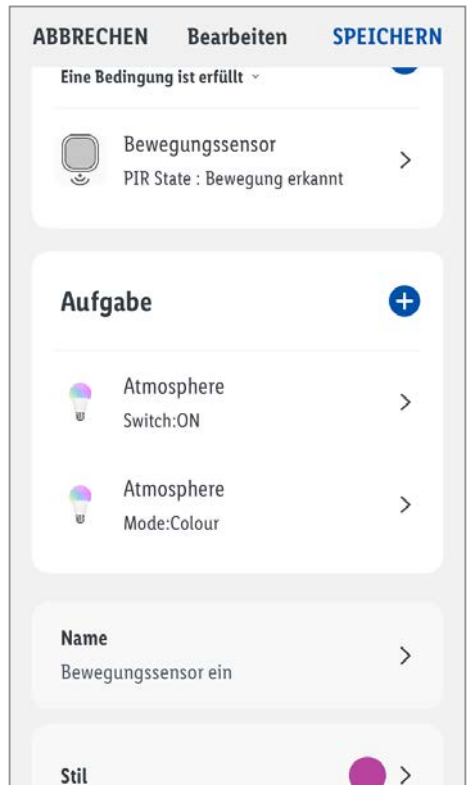 ABBRECHEN Bearbeiten SPEICHERN
Eine Bedingung ist erfüllt
Bewegungssensor
PIR State : Bewegung erkannt
Aufgabe
Atmosphere
Switch:ON
Atmosphere
Mode:Colour
Name
Bewegungssensor ein
Stil